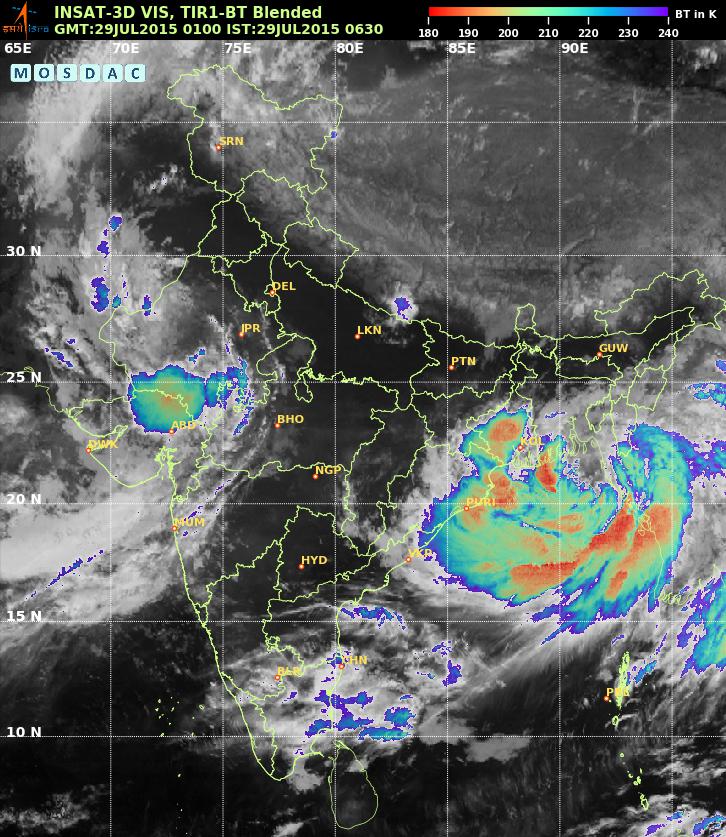 INSAT-3D VIS, TIR1-BT Blended
GMT:29JUL2015 0100 IST:29JUL2015 0630
BT in K
180 190 200 210 220 230 240
65E 70E 75E 80E 85E 90E
MOSDAC
SRN
30 N
DEL
JPR
LKN
GUW
PTN
25 N
ABD
BHO
DWK
KOL
NGP
20 N
PURI
MUM
VKP
HYD
15 N
CHN
BLR
PBL
10 N